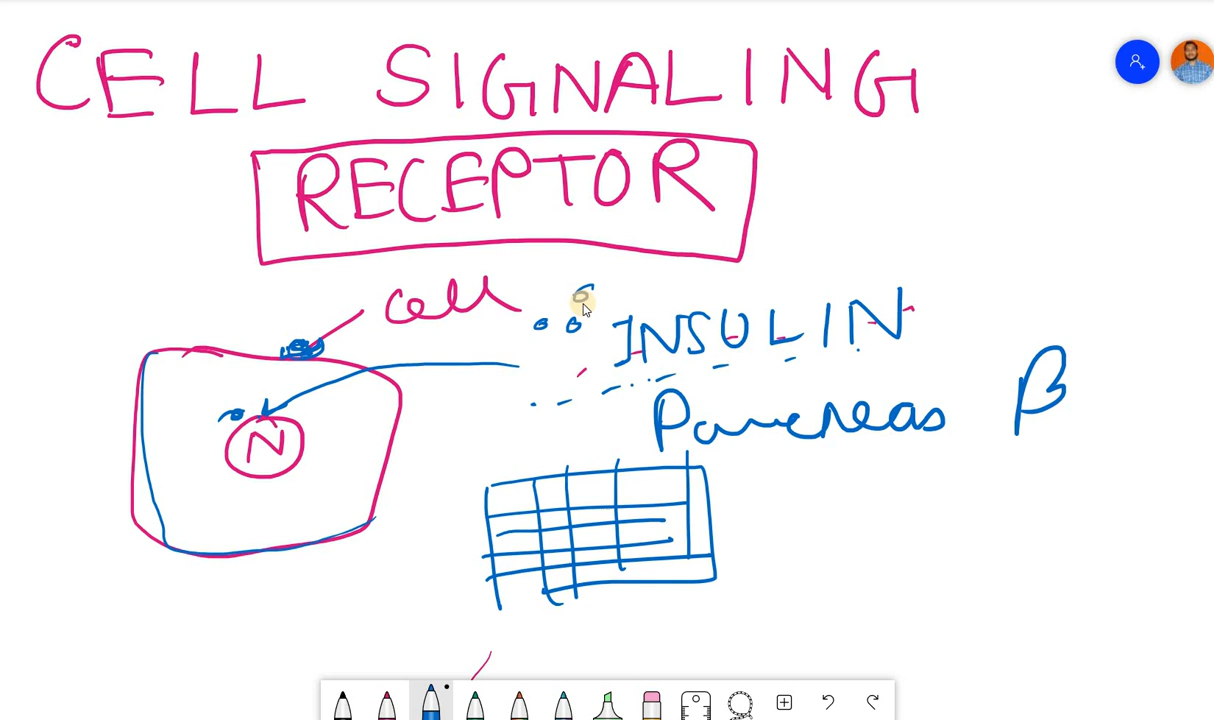 CELL SIGNALING
RECEPTOR
Cell
INSULIN
Pancreas β
N